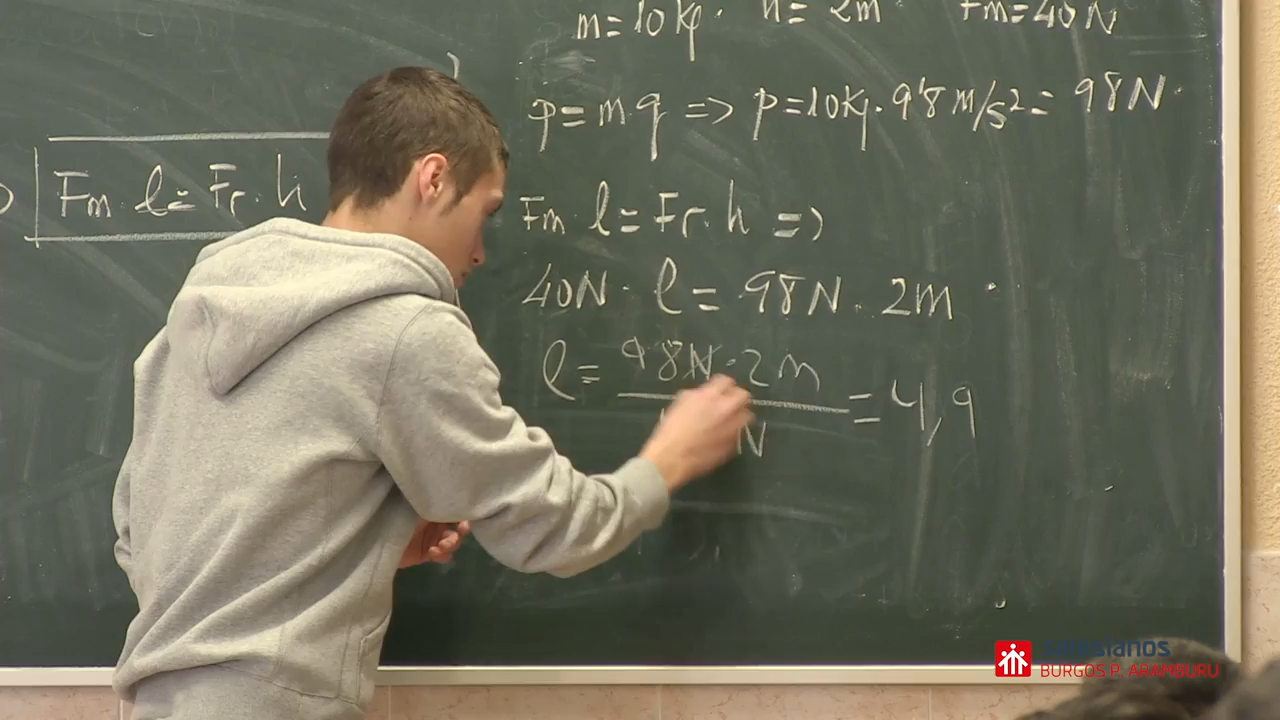 m=10kg. h= 2m Fm=40N
p=m.g => p=10kg.9'8m/s²= 98N.
Fm.l=Fr.h
Fm.l=Fr.h =>
40N.l=98N.2m.
l=98N.2m/N=4,9
salesianos
BURGOS P. ARAMBURU